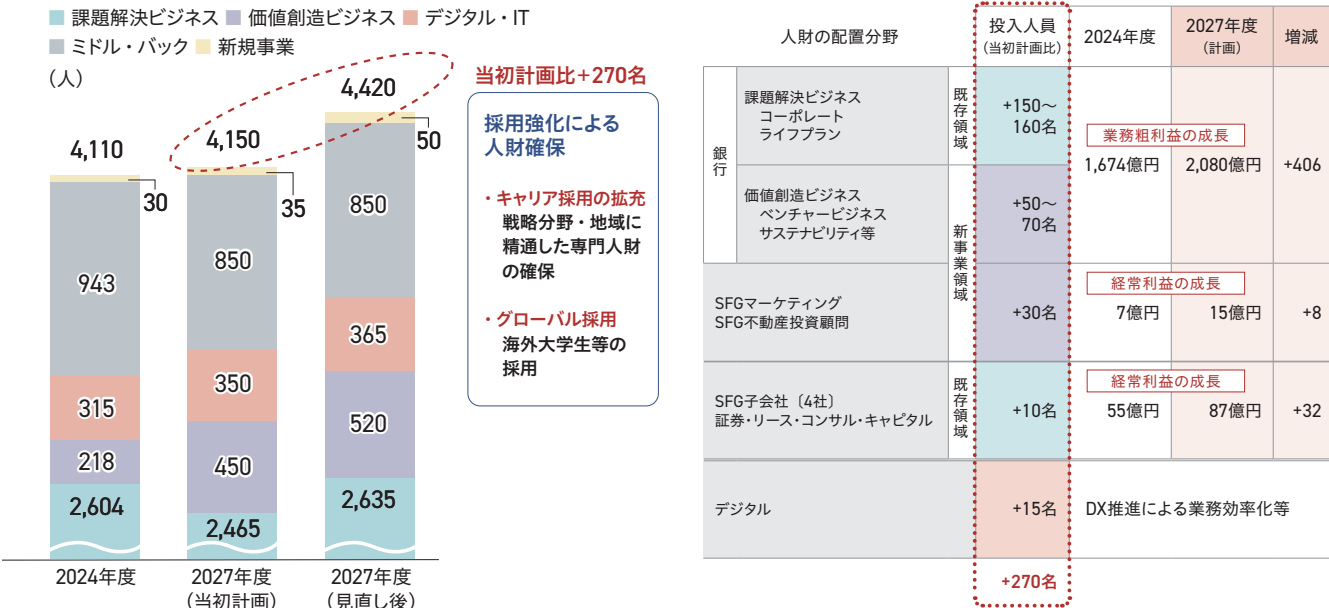 課題解決ビジネス 価値創造ビジネス デジタル・IT
ミドル・バック 新規事業
(人)
4,110
30
943
315
218
2,604
2024年度
4,150
35
850
350
450
2,465
2027年度
(当初計画)
4,420
50
850
365
520
2,635
2027年度
(見直し後)
当初計画比+270名
採用強化による
人財確保
・キャリア採用の拡充
戦略分野・地域に
精通した専門人財
の確保
・グローバル採用
海外大学生等の
採用
人財の配置分野
投入人員
(当初計画比)
2024年度
2027年度
(計画)
増減
銀行
課題解決ビジネス
コーポレート
ライフプラン
既存領域
+150～
160名
業務粗利益の成長
1,674億円 2,080億円 +406
価値創造ビジネス
ベンチャービジネス
サステナビリティ等
新事業領域
+50～
70名
SFGマーケティング
SFG不動産投資顧問
+30名
経常利益の成長
7億円 15億円 +8
SFG子会社〔4社〕
証券・リース・コンサル・キャピタル
既存領域
+10名
経常利益の成長
55億円 87億円 +32
デジタル
+15名
DX推進による業務効率化等
+270名